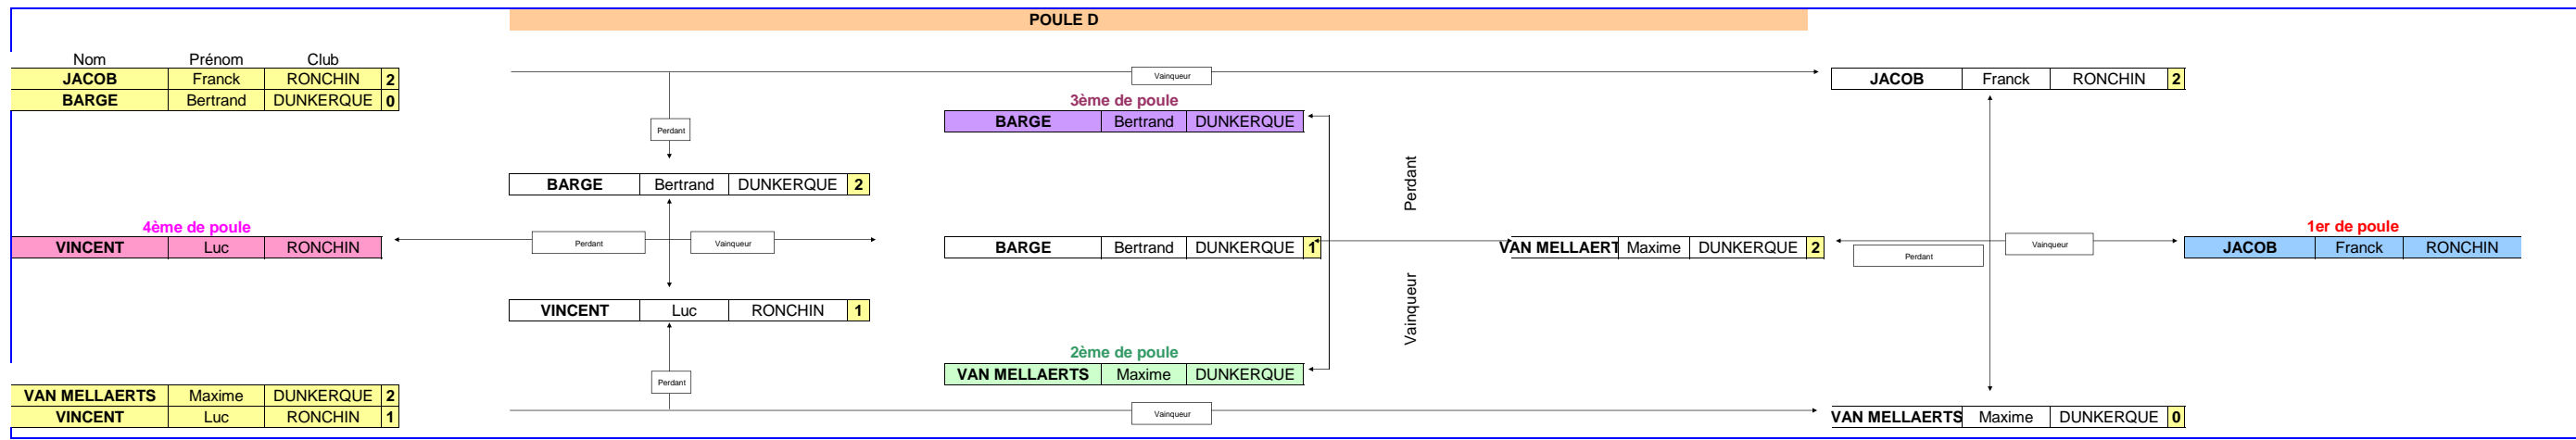 POULE D
Nom Prénom Club
JACOB Franck RONCHIN 2
BARGE Bertrand DUNKERQUE 0
Vainqueur
JACOB Franck RONCHIN 2
3ème de poule
BARGE Bertrand DUNKERQUE
Perdant
Perdant
BARGE Bertrand DUNKERQUE 2
4ème de poule
VINCENT Luc RONCHIN
Perdant
Vainqueur
BARGE Bertrand DUNKERQUE 1
VAN MELLAERT Maxime DUNKERQUE 2
Perdant
Vainqueur
1er de poule
JACOB Franck RONCHIN
VINCENT Luc RONCHIN 1
Vainqueur
2ème de poule
VAN MELLAERTS Maxime DUNKERQUE
Perdant
VAN MELLAERTS Maxime DUNKERQUE 2
VINCENT Luc RONCHIN 1
Vainqueur
VAN MELLAERTS Maxime DUNKERQUE 0